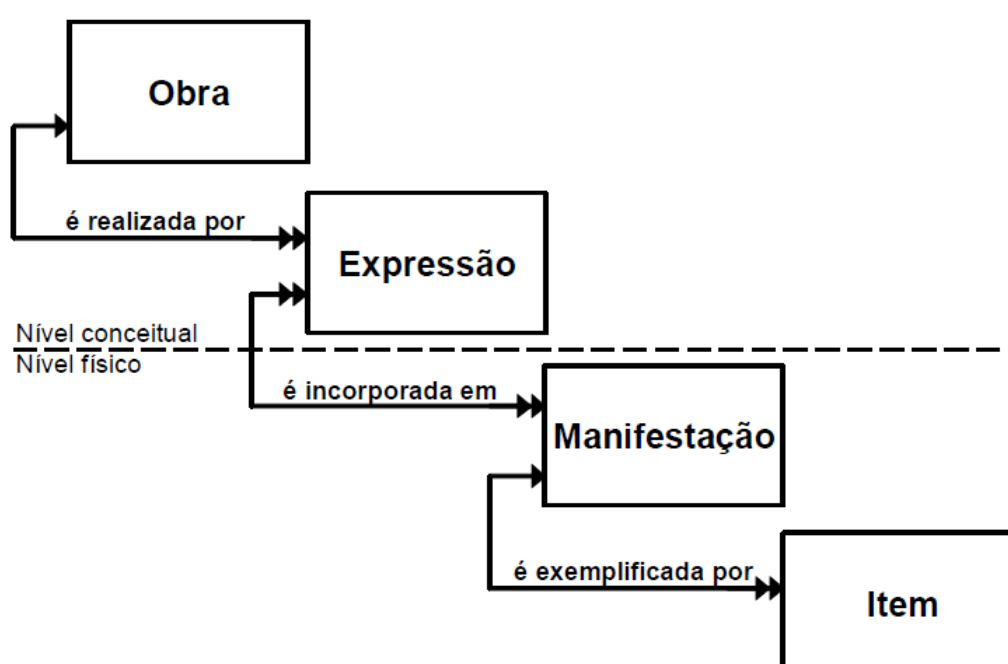 Obra
é realizada por
Expressão
Nível conceitual
Nível físico
é incorporada em
Manifestação
é exemplificada por
Item